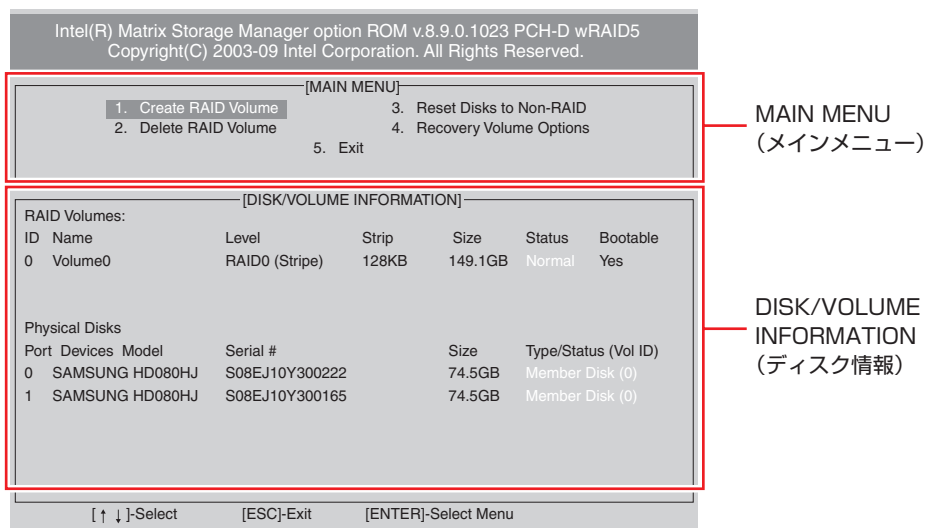 Intel(R) Matrix Storage Manager option ROM v.8.9.0.1023 PCH-D wRAID5
Copyright(C) 2003-09 Intel Corporation. All Rights Reserved.
[MAIN MENU]
1. Create RAID Volume 3. Reset Disks to Non-RAID
2. Delete RAID Volume 4. Recovery Volume Options
5. Exit
MAIN MENU
（メインメニュー）
[DISK/VOLUME INFORMATION]
RAID Volumes:
ID Name Level Strip Size Status Bootable
0 Volume0 RAID0 (Stripe) 128KB 149.1GB Normal Yes
Physical Disks
Port Devices Model Serial # Size Type/Status (Vol ID)
0 SAMSUNG HD080HJ S08EJ10Y300222 74.5GB Member Disk (0)
1 SAMSUNG HD080HJ S08EJ10Y300165 74.5GB Member Disk (0)
DISK/VOLUME
INFORMATION
（ディスク情報）
[↑ ↓]-Select [ESC]-Exit [ENTER]-Select Menu